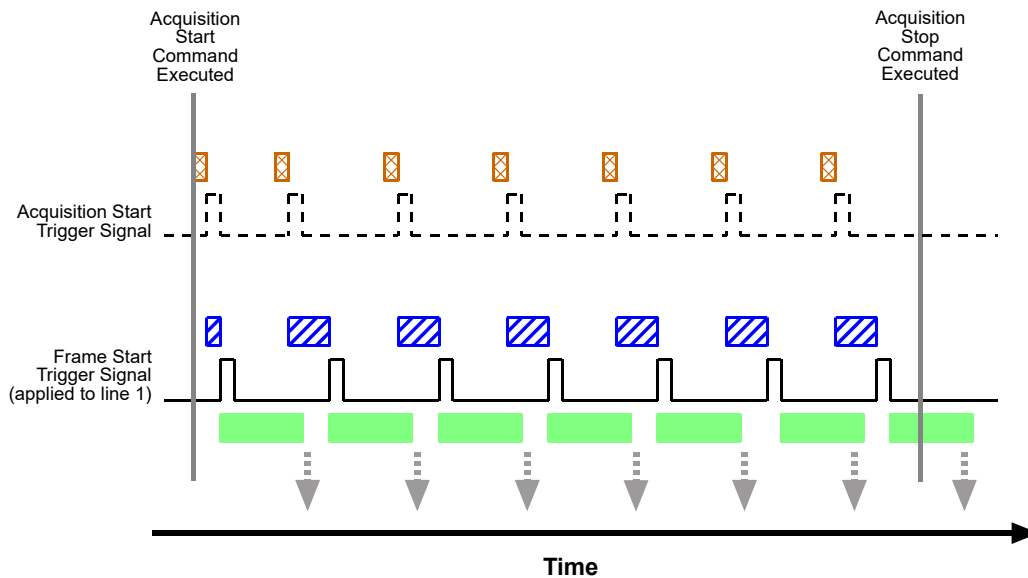 Acquisition
Start
Command
Executed
Acquisition
Stop
Command
Executed
Acquisition Start
Trigger Signal
Frame Start
Trigger Signal
(applied to line 1)
Time